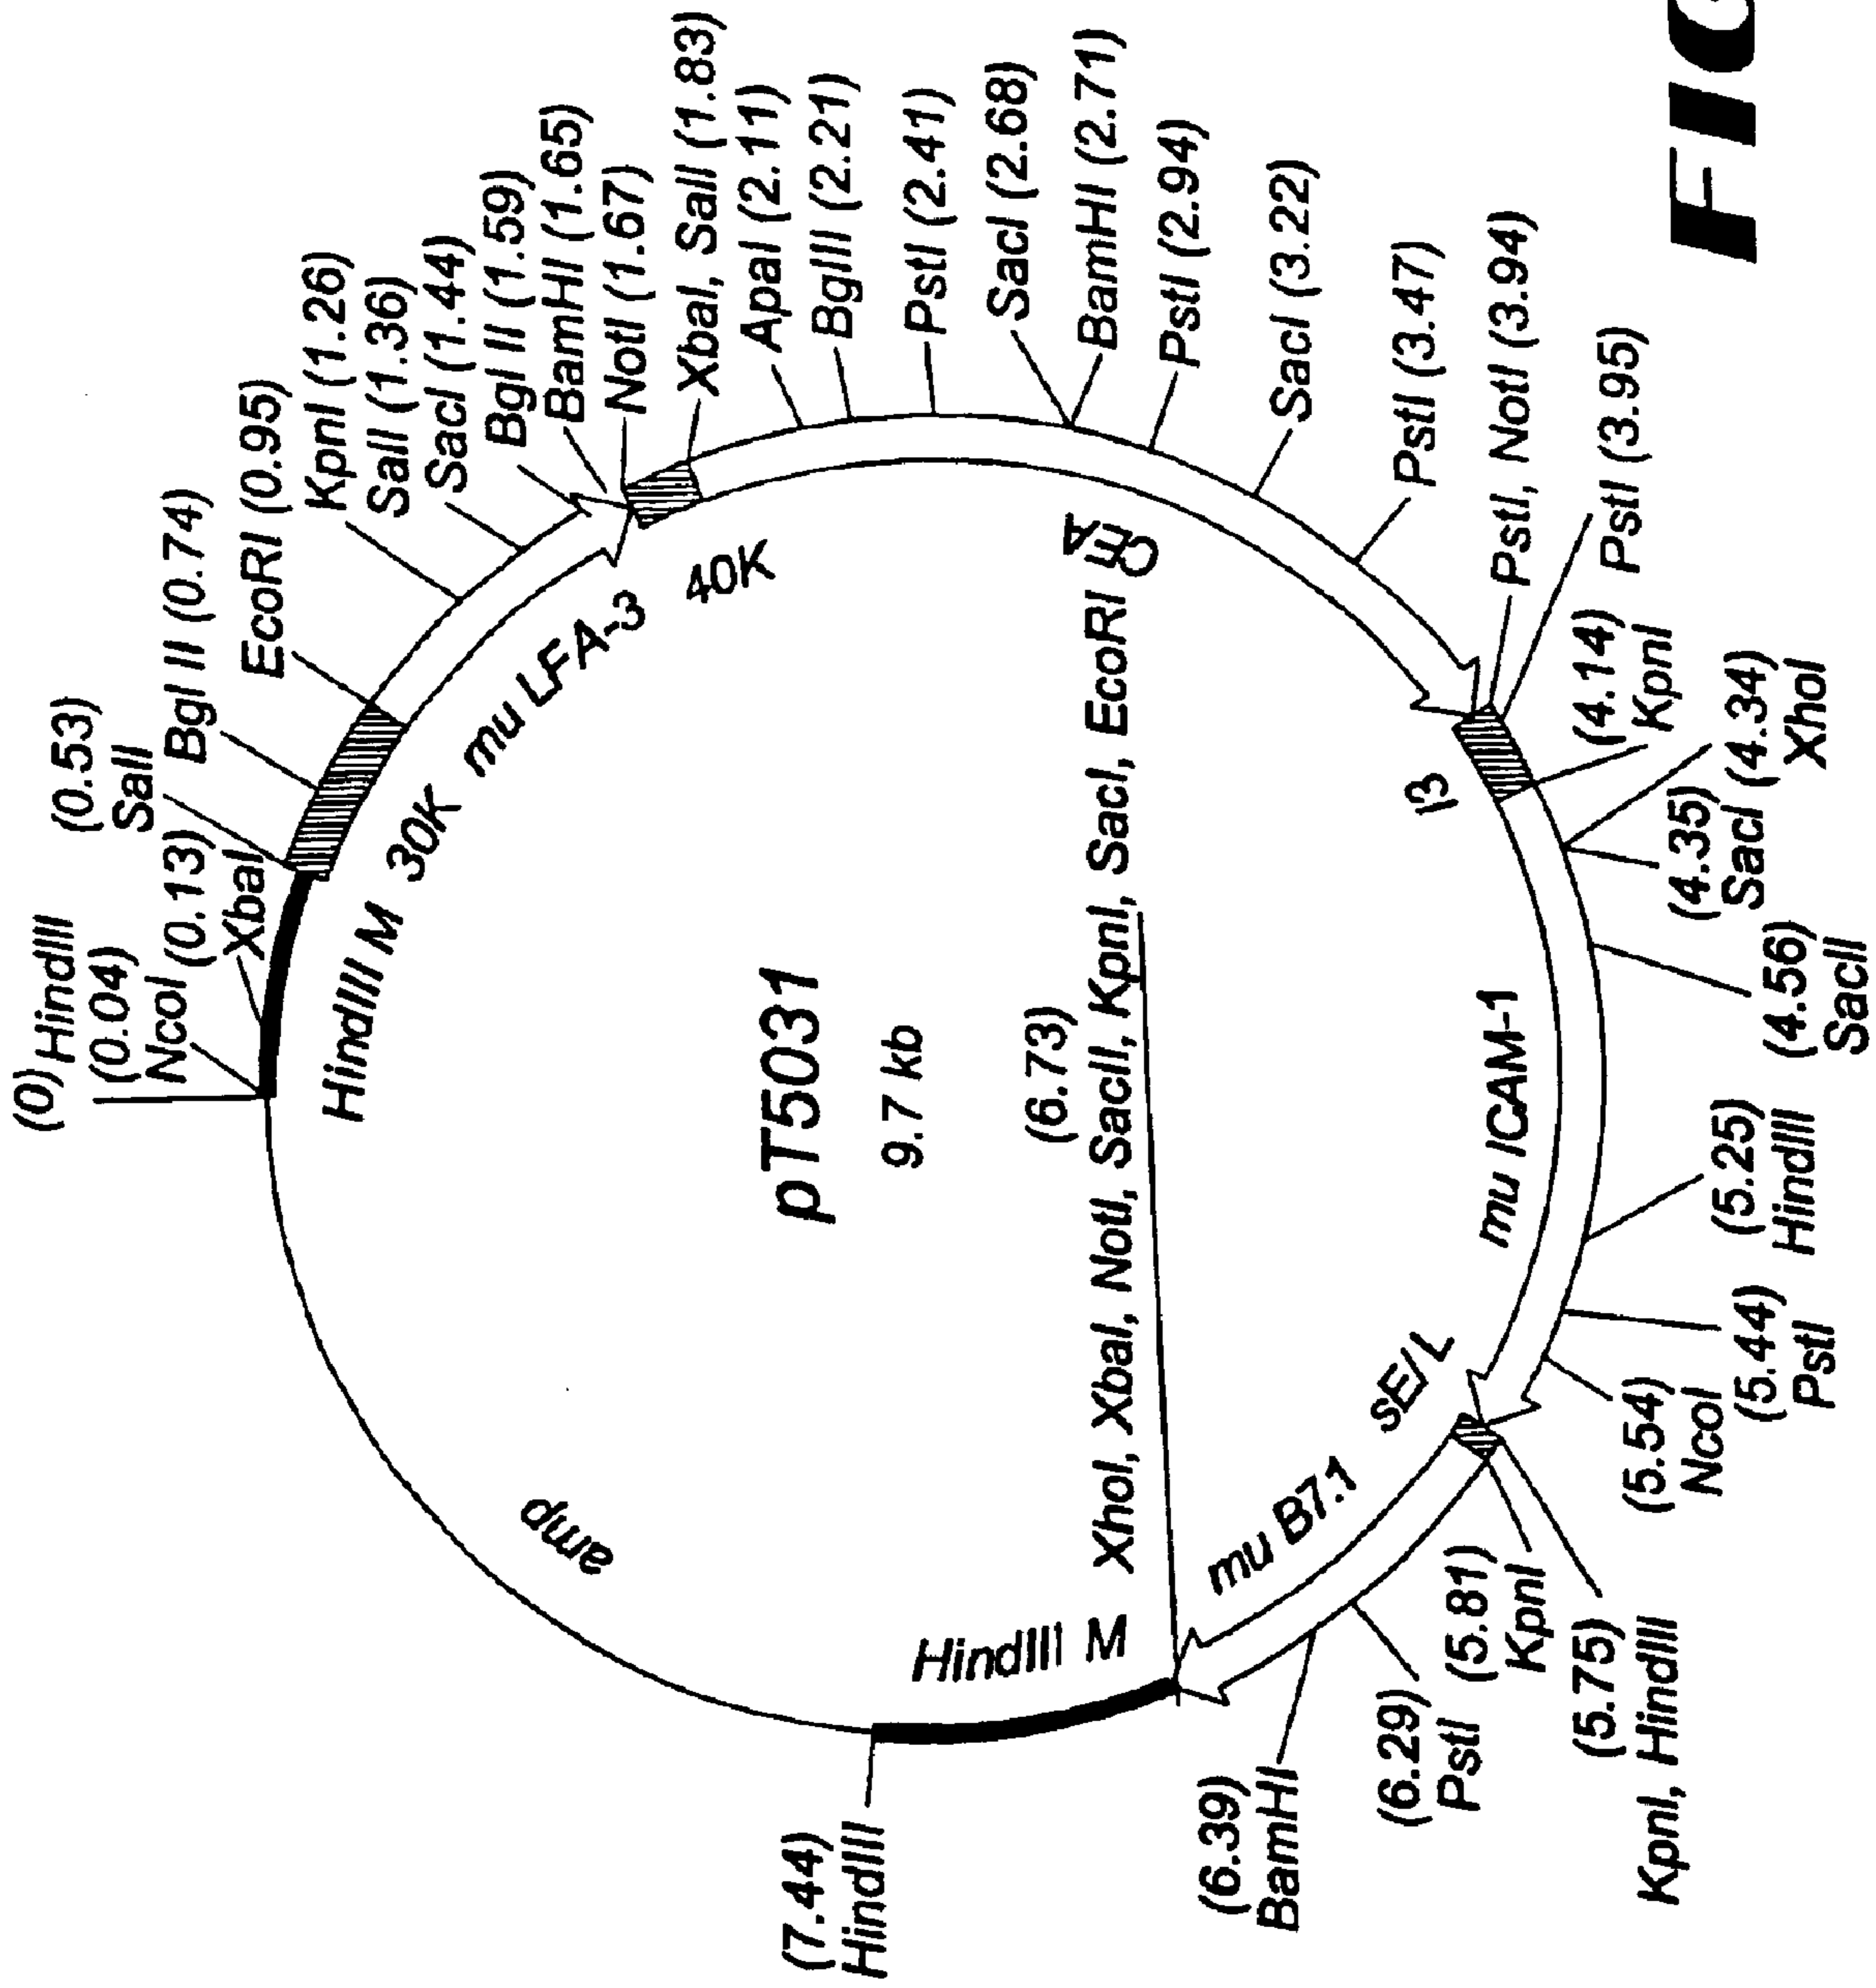 (0) HindIII
(0.04)
NcoI
(0.13)
XbaI
(0.53)
SalI
Bgl II (0.74)
EcoRI (0.95)
KpnI (1.26)
SalI (1.36)
SacI (1.44)
Bgl II (1.59)
BamHI (1.65)
NotI (1.67)
XbaI, SalI (1.83)
ApaI (2.11)
BglII (2.21)
PstI (2.41)
SacI (2.68)
BamHI (2.71)
PstI (2.94)
SacI (3.22)
PstI (3.47)
PstI, NotI (3.94)
PstI (3.95)
(4.14)
KpnI
(4.34)
XhoI
(4.35)
SacI
(4.56)
SacII
(5.25)
HindIII
(5.44)
PstI
(5.54)
NcoI
(5.75)
KpnI, HindIII
(5.81)
KpnI
(6.29)
PstI
(6.39)
BamHI
(7.44)
HindIII
HindIII M
30K
mu LFA-3
40K
CEA
I3
mu ICAM-1
SE/L
mu B7.1
HindIII M
amp
pT5031
9.7 kb
(6.73)
XhoI, XbaI, NotI, SacII, KpnI, SacI, EcoRI